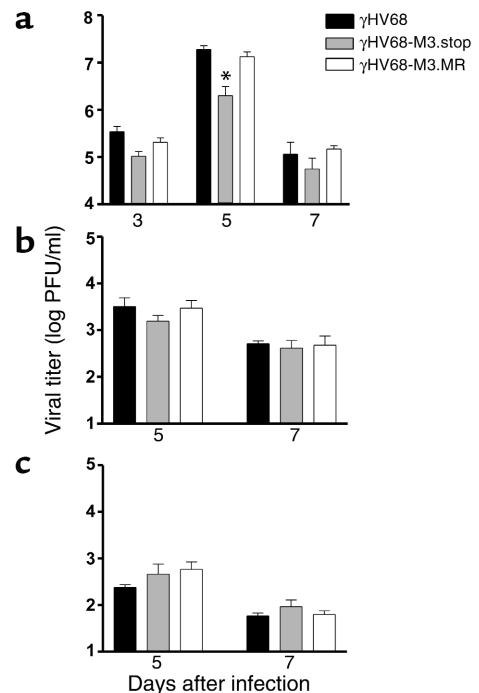 a
γHV68
γHV68-M3.stop
γHV68-M3.MR
8
7
6
5
4
*
3 5 7
b
5
4
3
2
1
5 7
Viral titer (log PFU/ml)
c
5
4
3
2
1
5 7
Days after infection